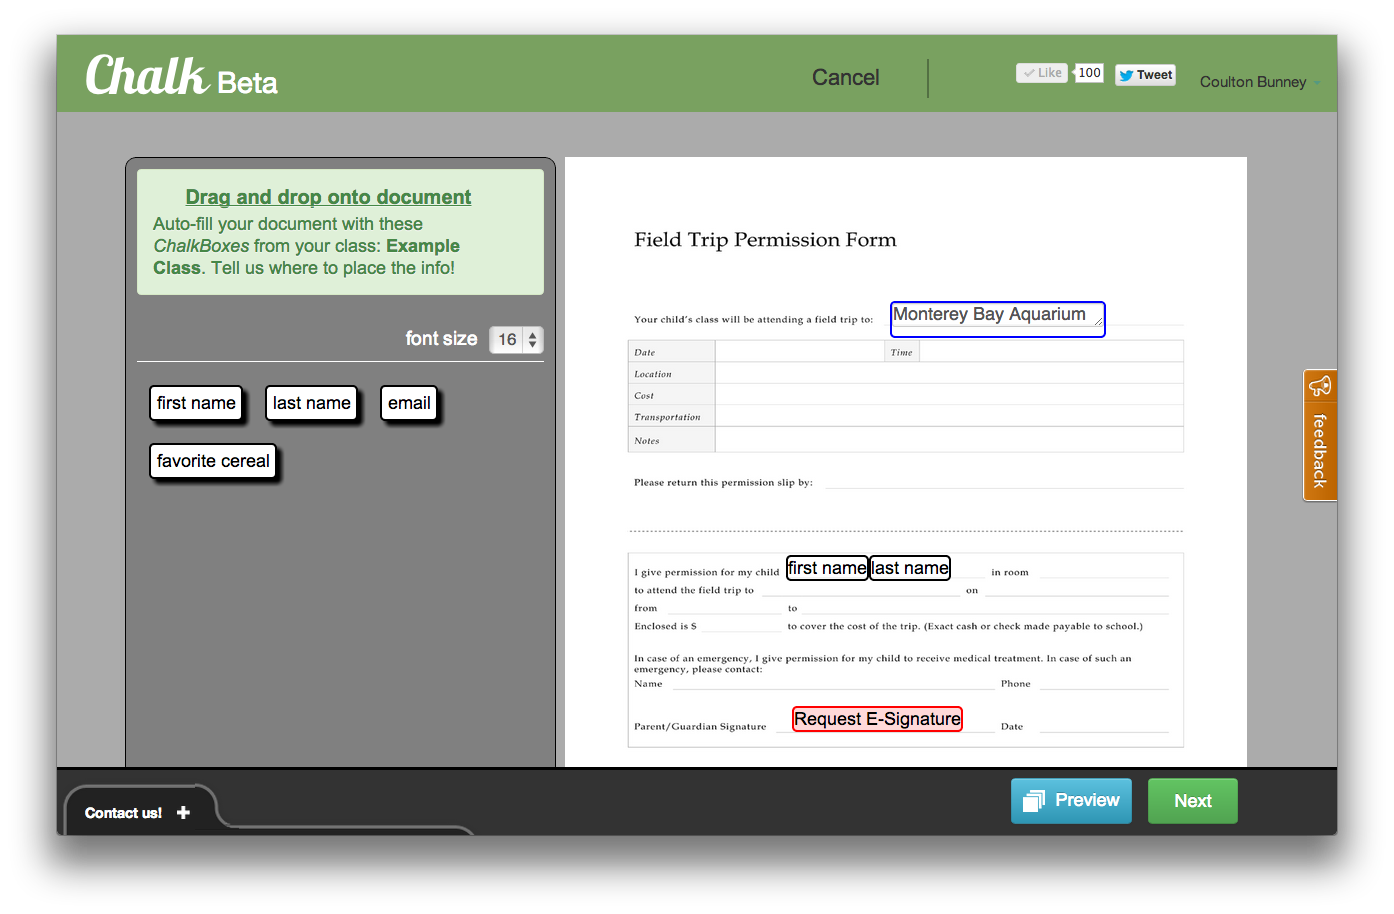 Chalk Beta
Cancel
Like
100
Tweet
Coulton Bunney
Drag and drop onto document
Auto-fill your document with these
ChalkBoxes from your class: Example
Class. Tell us where to place the info!
font size 16
first name last name email
favorite cereal
Field Trip Permission Form
Your child's class will be attending a field trip to: Monterey Bay Aquarium
Date Time
Location
Cost
Transportation
Notes
Please return this permission slip by:
I give permission for my child first name last name in room
to attend the field trip to on
from to
Enclosed is $ to cover the cost of the trip. (Exact cash or check made payable to school.)
In case of an emergency, I give permission for my child to receive medical treatment. In case of such an
emergency, please contact:
Name Phone
Parent/Guardian Signature Request E-Signature Date
feedback
Contact us! +
Preview
Next